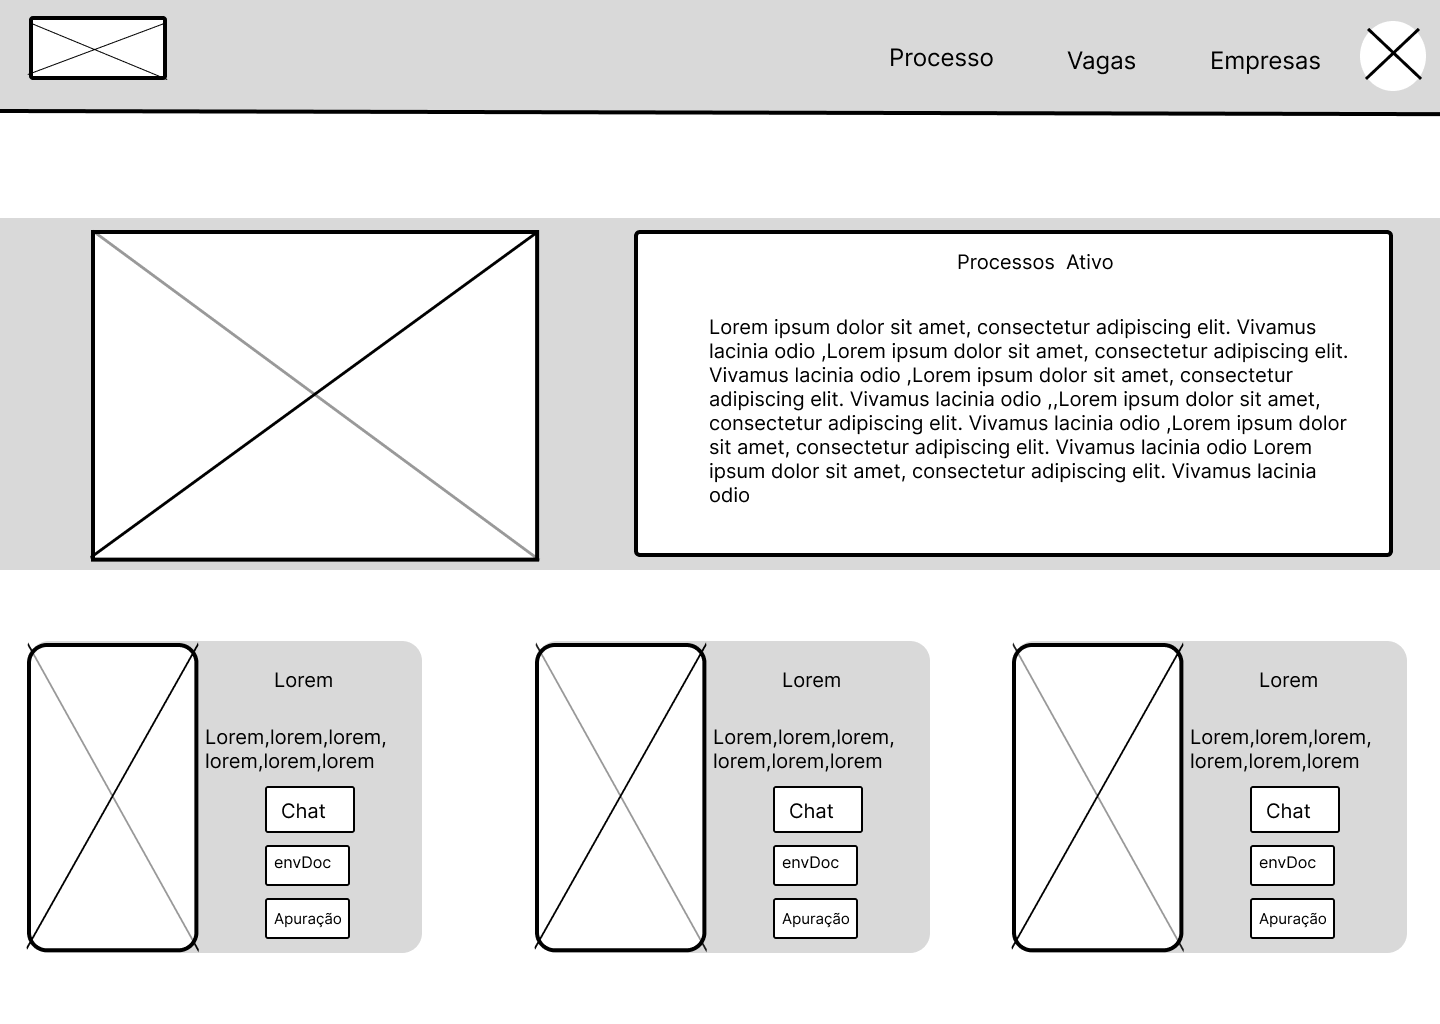 Processo
Vagas
Empresas
Processos Ativo
Lorem ipsum dolor sit amet, consectetur adipiscing elit. Vivamus
lacinia odio ,Lorem ipsum dolor sit amet, consectetur adipiscing elit.
Vivamus lacinia odio ,Lorem ipsum dolor sit amet, consectetur
adipiscing elit. Vivamus lacinia odio ,,Lorem ipsum dolor sit amet,
consectetur adipiscing elit. Vivamus lacinia odio ,Lorem ipsum dolor
sit amet, consectetur adipiscing elit. Vivamus lacinia odio Lorem
ipsum dolor sit amet, consectetur adipiscing elit. Vivamus lacinia
odio
Lorem
Lorem,lorem,lorem,
lorem,lorem,lorem
Chat
envDoc
Apuração
Lorem
Lorem,lorem,lorem,
lorem,lorem,lorem
Chat
envDoc
Apuração
Lorem
Lorem,lorem,lorem,
lorem,lorem,lorem
Chat
envDoc
Apuração